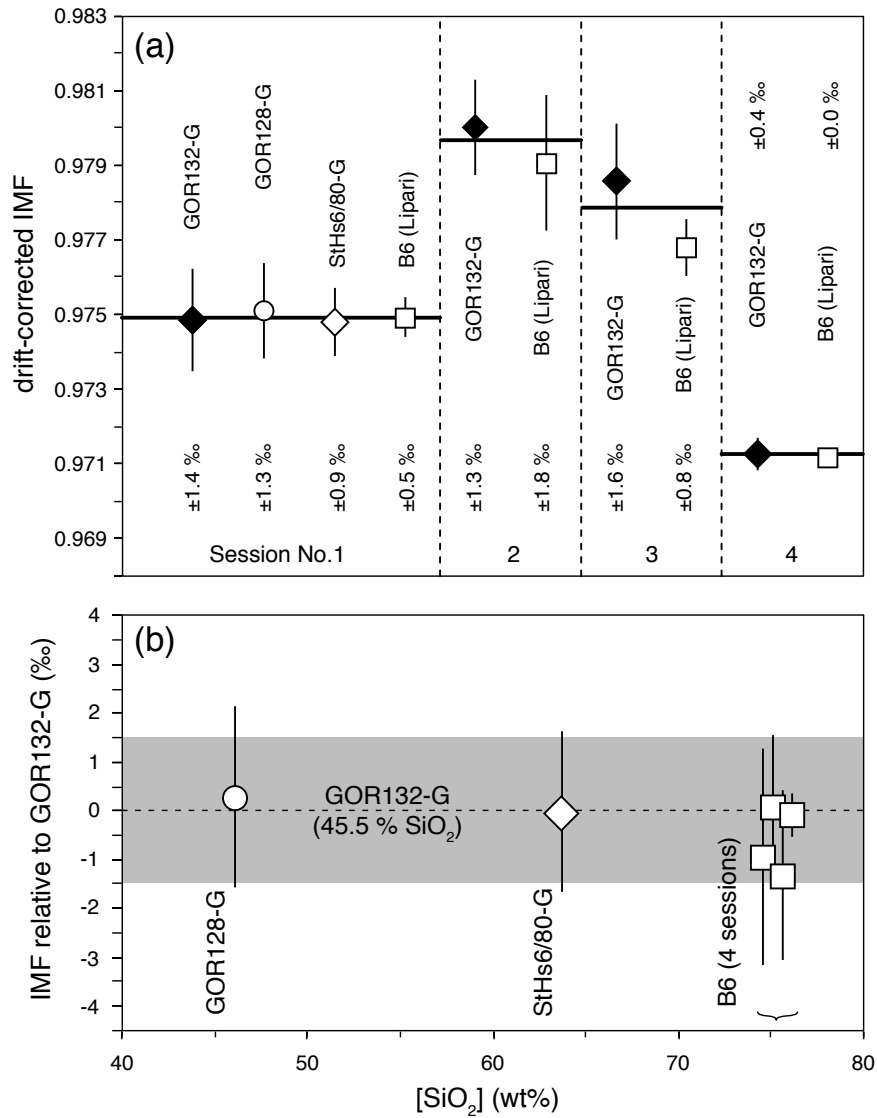 (a)
drift-corrected IMF
0.983
0.981
0.979
0.977
0.975
0.973
0.971
0.969
GOR132-G
GOR128-G
StHs6/80-G
B6 (Lipari)
GOR132-G
B6 (Lipari)
GOR132-G
B6 (Lipari)
GOR132-G
B6 (Lipari)
±0.4 ‰
±0.0 ‰
±1.4 ‰
±1.3 ‰
±0.9 ‰
±0.5 ‰
±1.3 ‰
±1.8 ‰
±1.6 ‰
±0.8 ‰
Session No.1
2
3
4
(b)
IMF relative to GOR132-G (‰)
4
3
2
1
0
-1
-2
-3
-4
GOR132-G
(45.5 % SiO₂)
GOR128-G
StHs6/80-G
B6 (4 sessions)
40
50
60
70
80
[SiO₂] (wt%)